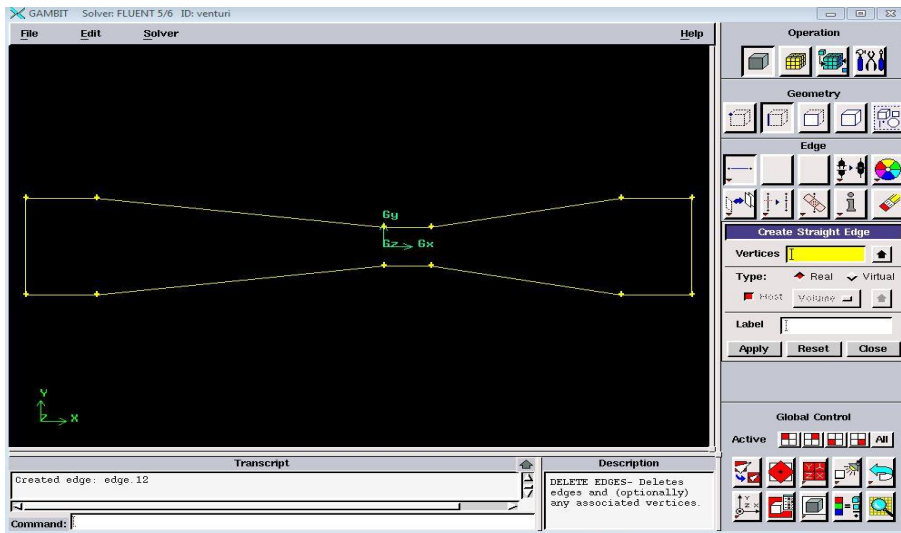 GAMBIT Solver: FLUENT 5/6 ID: venturi
File Edit Solver Help
Gy
Gz Gx
Y
Z X
Operation
Geometry
Edge
Create Straight Edge
Vertices
Type: Real Virtual
Host Volume
Label
Apply Reset Close
Global Control
Active All
Transcript
Created edge: edge.12
Command:
Description
DELETE EDGES- Deletes
edges and (optionally)
any associated vertices.